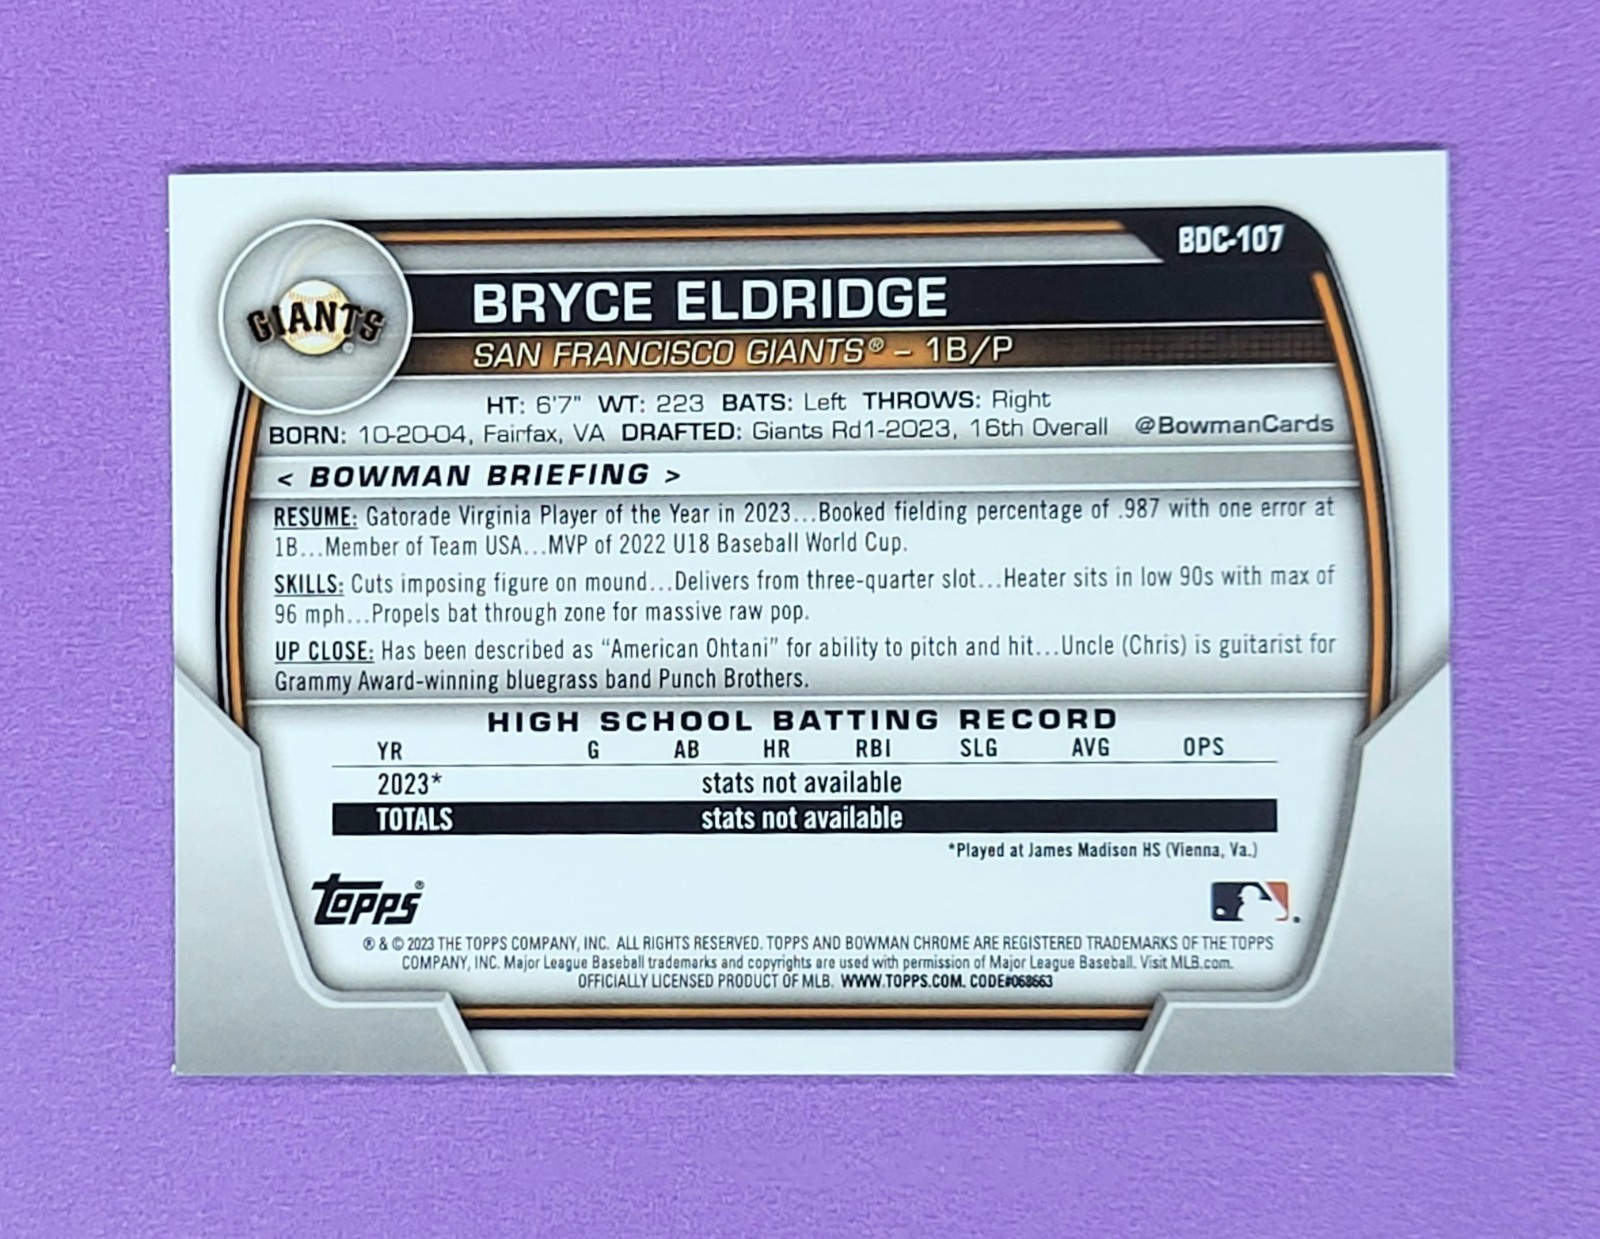 BDC-107
GIANTS®
BRYCE ELDRIDGE
SAN FRANCISCO GIANTS® – 1B/P
HT: 6'7" WT: 223 BATS: Left THROWS: Right
BORN: 10-20-04, Fairfax, VA DRAFTED: Giants Rd1-2023, 16th Overall @BowmanCards
< BOWMAN BRIEFING >
RESUME: Gatorade Virginia Player of the Year in 2023...Booked fielding percentage of .987 with one error at
1B...Member of Team USA...MVP of 2022 U18 Baseball World Cup.
SKILLS: Cuts imposing figure on mound...Delivers from three-quarter slot...Heater sits in low 90s with max of
96 mph...Propels bat through zone for massive raw pop.
UP CLOSE: Has been described as “American Ohtani” for ability to pitch and hit...Uncle (Chris) is guitarist for
Grammy Award-winning bluegrass band Punch Brothers.
HIGH SCHOOL BATTING RECORD
YR G AB HR RBI SLG AVG OPS
2023* stats not available
TOTALS stats not available
*Played at James Madison HS (Vienna, Va.)
Topps®
® & © 2023 THE TOPPS COMPANY, INC. ALL RIGHTS RESERVED. TOPPS AND BOWMAN CHROME ARE REGISTERED TRADEMARKS OF THE TOPPS
COMPANY, INC. Major League Baseball trademarks and copyrights are used with permission of Major League Baseball. Visit MLB.com.
OFFICIALLY LICENSED PRODUCT OF MLB. WWW.TOPPS.COM. CODE#068663